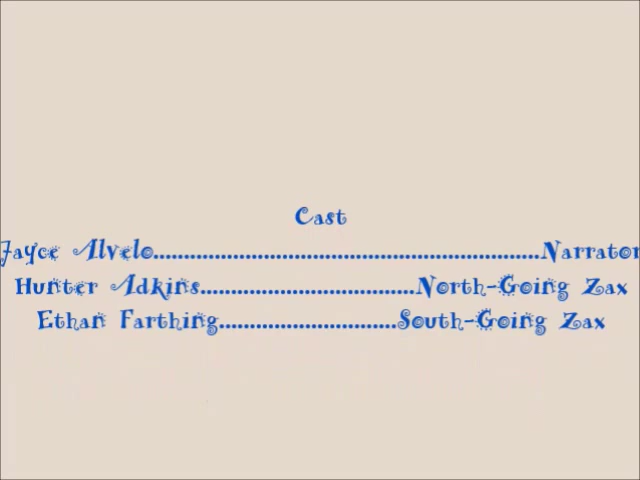 Cast
Jayce Alvelo................................................................Narrator
Hunter Adkins...................................North-Going Zax
Ethan Farthing.............................South-Going Zax